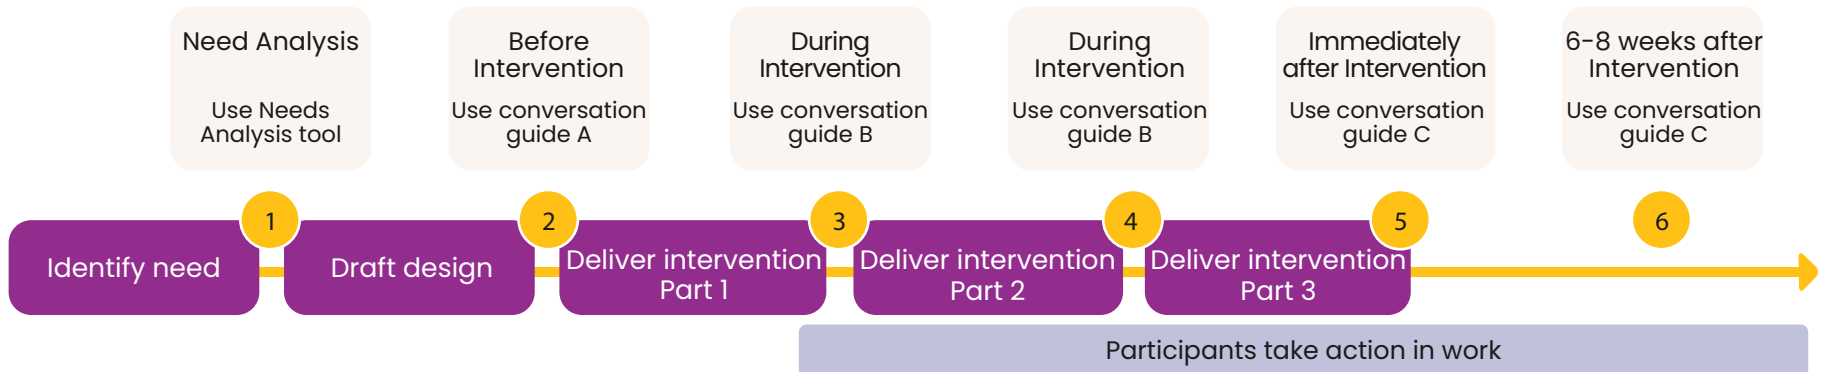 Need Analysis
Use Needs
Analysis tool
Before
Intervention
Use conversation
guide A
During
Intervention
Use conversation
guide B
During
Intervention
Use conversation
guide B
Immediately
after Intervention
Use conversation
guide C
6-8 weeks after
Intervention
Use conversation
guide C
1
2
3
4
5
6
Identify need
Draft design
Deliver intervention
Part 1
Deliver intervention
Part 2
Deliver intervention
Part 3
Participants take action in work